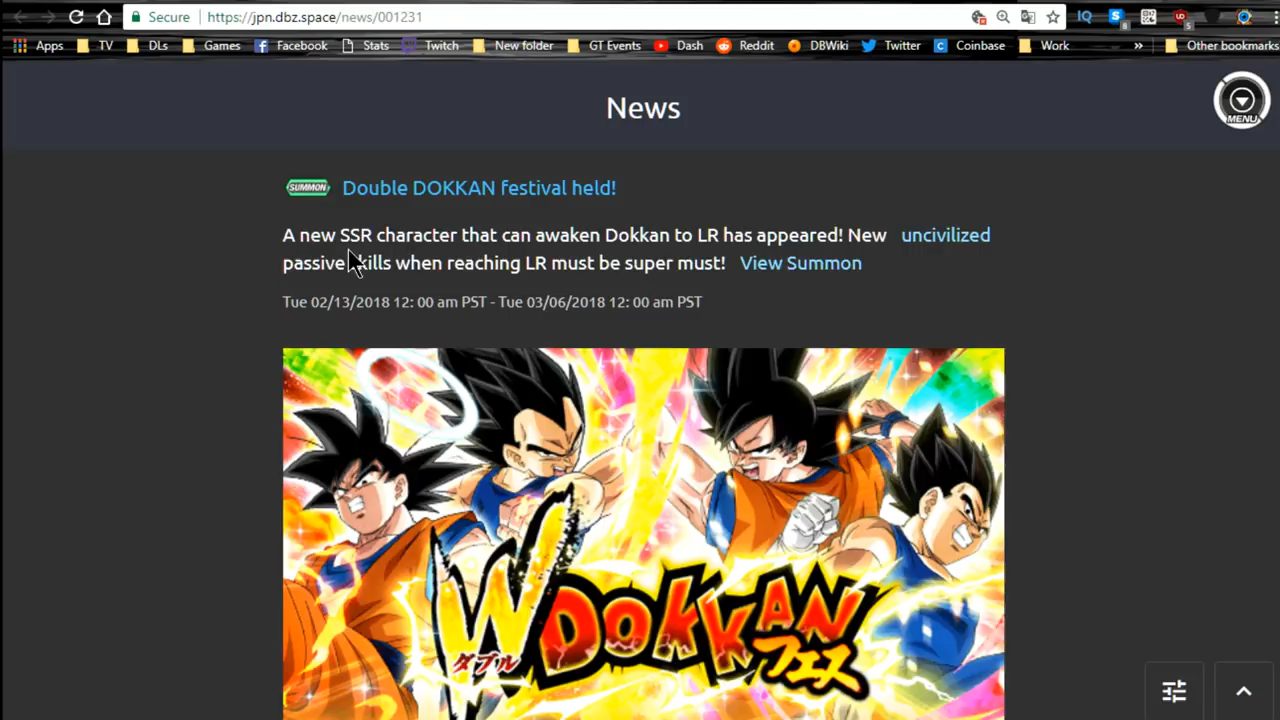 Secure https://jpn.dbz.space/news/001231
Apps TV DLs Games Facebook Stats Twitch New folder GT Events Dash Reddit DBWiki Twitter Coinbase Work » Other bookmarks
News
MENU
SUMMON Double DOKKAN festival held!
A new SSR character that can awaken Dokkan to LR has appeared! New uncivilized
passive skills when reaching LR must be super must! View Summon
Tue 02/13/2018 12: 00 am PST - Tue 03/06/2018 12: 00 am PST
W DOKKAN
ダブル フェス